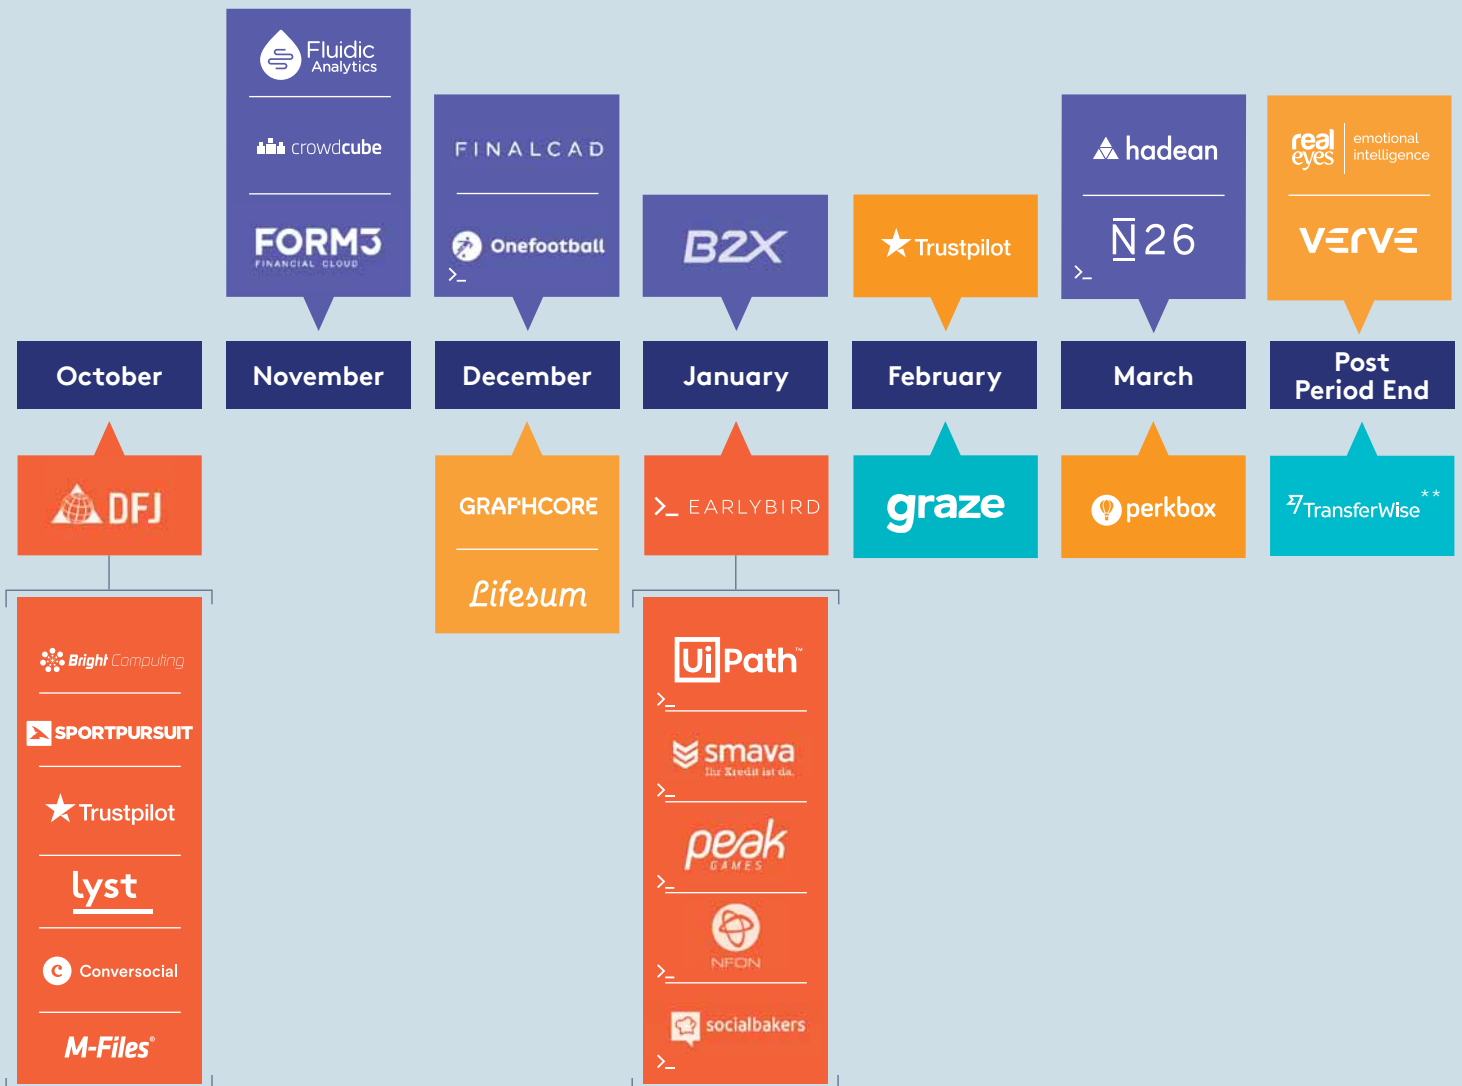 Fluidic
Analytics
crowdcube
FORM3
FINANCIAL CLOUD
FINALCAD
Onefootball
>_
B2X
Trustpilot
hadean
N26
>_
real
eyes
emotional
intelligence
VERVE
October
November
December
January
February
March
Post
Period End
DFJ
GRAPHCORE
Lifesum
>_ EARLYBIRD
graze
perkbox
TransferWise**
Bright Computing
SPORTPURSUIT
Trustpilot
lyst
C Conversocial
M-Files®
UiPath™
>_
smava
Ihr Kredit ist da.
>_
peak
GAMES
>_
NFON
>_
socialbakers
>_